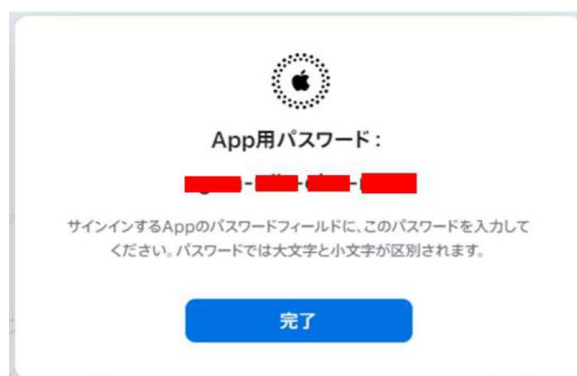 App用パスワード：
サインインするAppのパスワードフィールドに、このパスワードを入力して
ください。パスワードでは大文字と小文字が区別されます。
完了